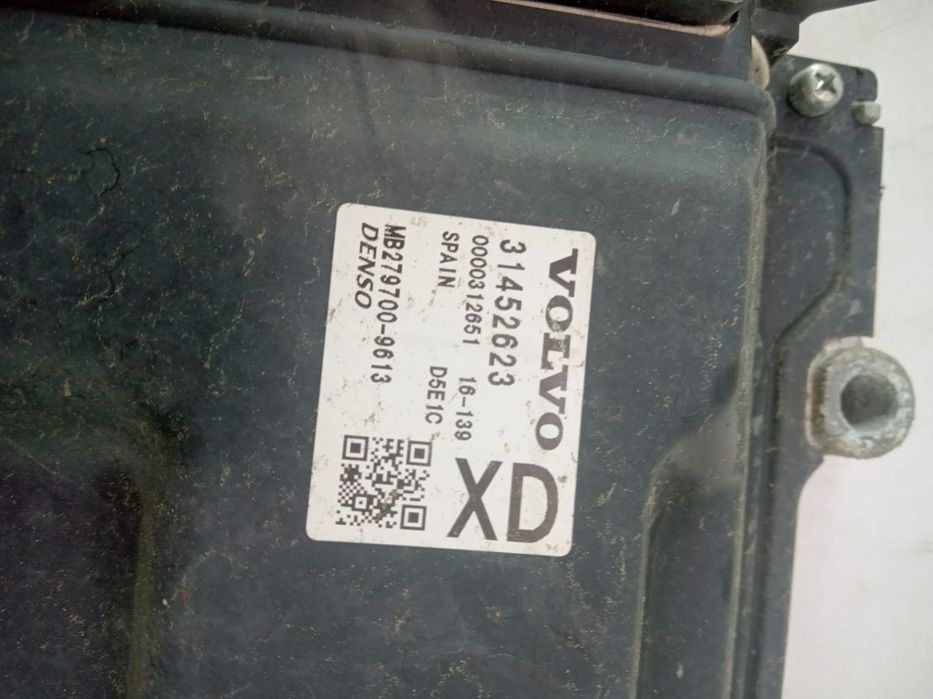 VOLVO
31452623
0000312651 16-139
SPAIN D5E1C
XD
MB279700-9613
DENSO